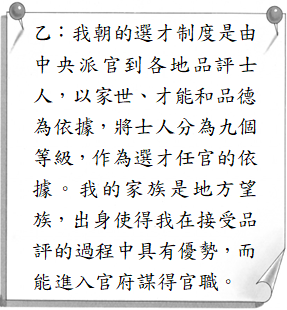 乙：我朝的選才制度是由
中央派官到各地品評士
人，以家世、才能和品德
為依據，將士人分為九個
等級，作為選才任官的依
據。我的家族是地方望
族，出身使得我在接受品
評的過程中具有優勢，而
能進入官府謀得官職。